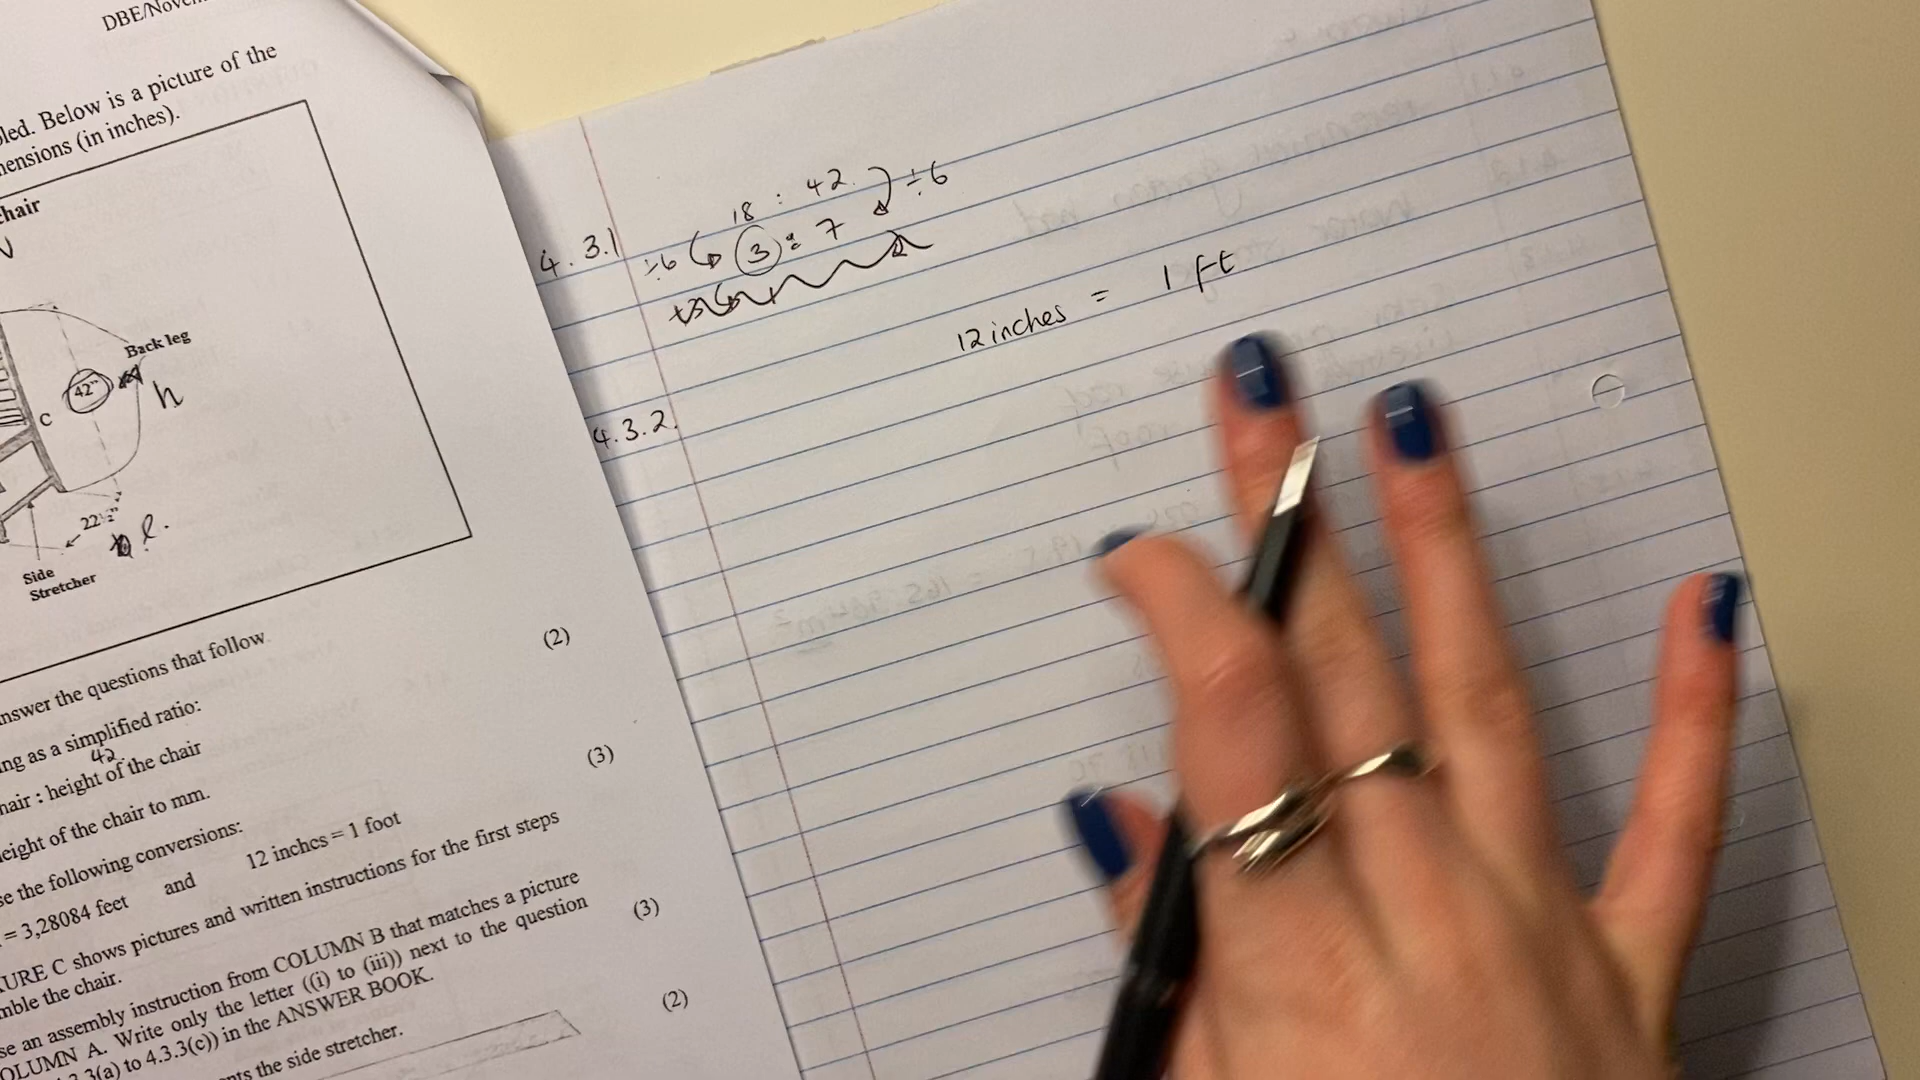 DBE/Novem
led. Below is a picture of the
ensions (in inches).
hair
Back leg
42"
h
C
22½"
l.
Side
Stretcher
nswer the questions that follow.
(2)
ng as a simplified ratio:
42
hair : height of the chair
(3)
eight of the chair to mm.
e the following conversions:
= 3,28084 feet and 12 inches = 1 foot
URE C shows pictures and written instructions for the first steps
mble the chair.
(3)
se an assembly instruction from COLUMN B that matches a picture
OLUMN A. Write only the letter ((i) to (iii)) next to the question
3(a) to 4.3.3(c)) in the ANSWER BOOK.
(2)
nts the side stretcher.
4.3.1
18 : 42 ÷6
÷6 3 : 7
12 inches = 1 ft
4.3.2.